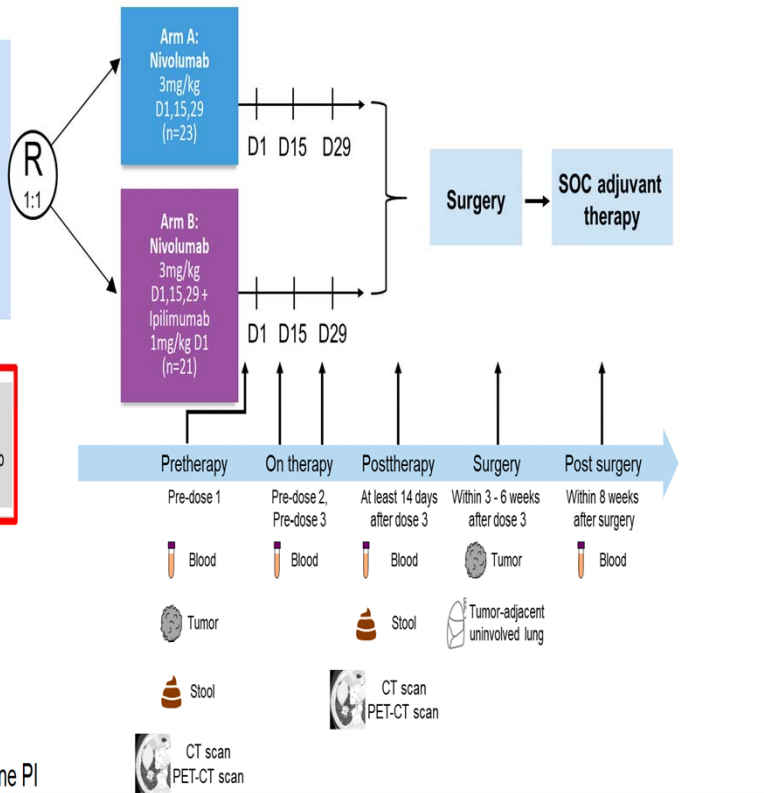 Arm A:
Nivolumab
3mg/kg
D1,15,29
(n=23)
R
1:1
D1 D15 D29
Arm B:
Nivolumab
3mg/kg
D1,15,29 +
Ipilimumab
1mg/kg D1
(n=21)
D1 D15 D29
Surgery
SOC adjuvant
therapy
Pretherapy
Pre-dose 1
Blood
Tumor
Stool
CT scan
PET-CT scan
On therapy
Pre-dose 2,
Pre-dose 3
Blood
Posttherapy
At least 14 days
after dose 3
Blood
Stool
CT scan
PET-CT scan
Surgery
Within 3 - 6 weeks
after dose 3
Tumor
Tumor-adjacent
uninvolved lung
Post surgery
Within 8 weeks
after surgery
Blood
PI